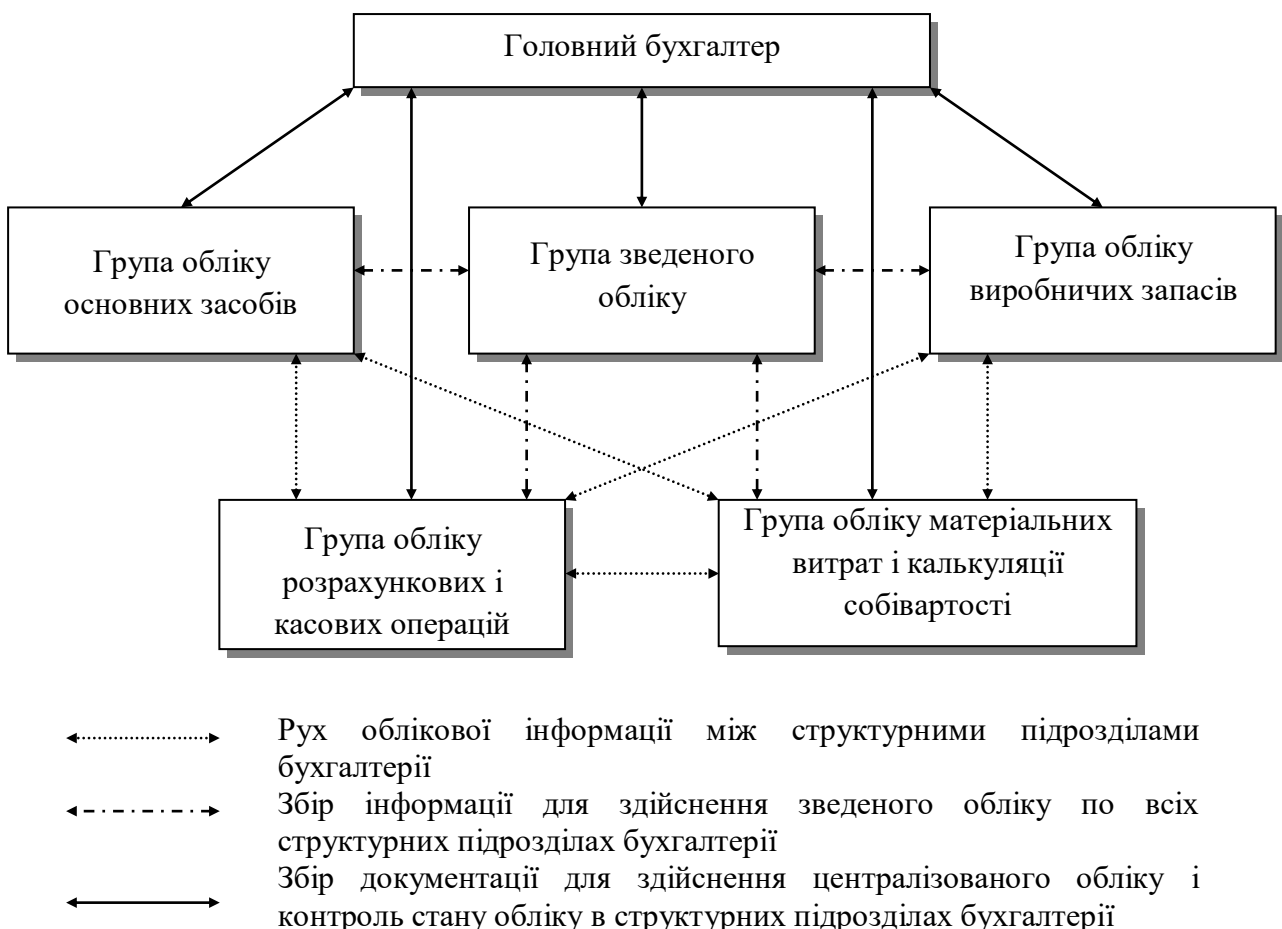 Головний бухгалтер
Група обліку
основних засобів
Група зведеного
обліку
Група обліку
виробничих запасів
Група обліку
розрахункових і
касових операцій
Група обліку матеріальних
витрат і калькуляції
собівартості
Рух облікової інформації між структурними підрозділами
бухгалтерії
Збір інформації для здійснення зведеного обліку по всіх
структурних підрозділах бухгалтерії
Збір документації для здійснення централізованого обліку і
контроль стану обліку в структурних підрозділах бухгалтерії